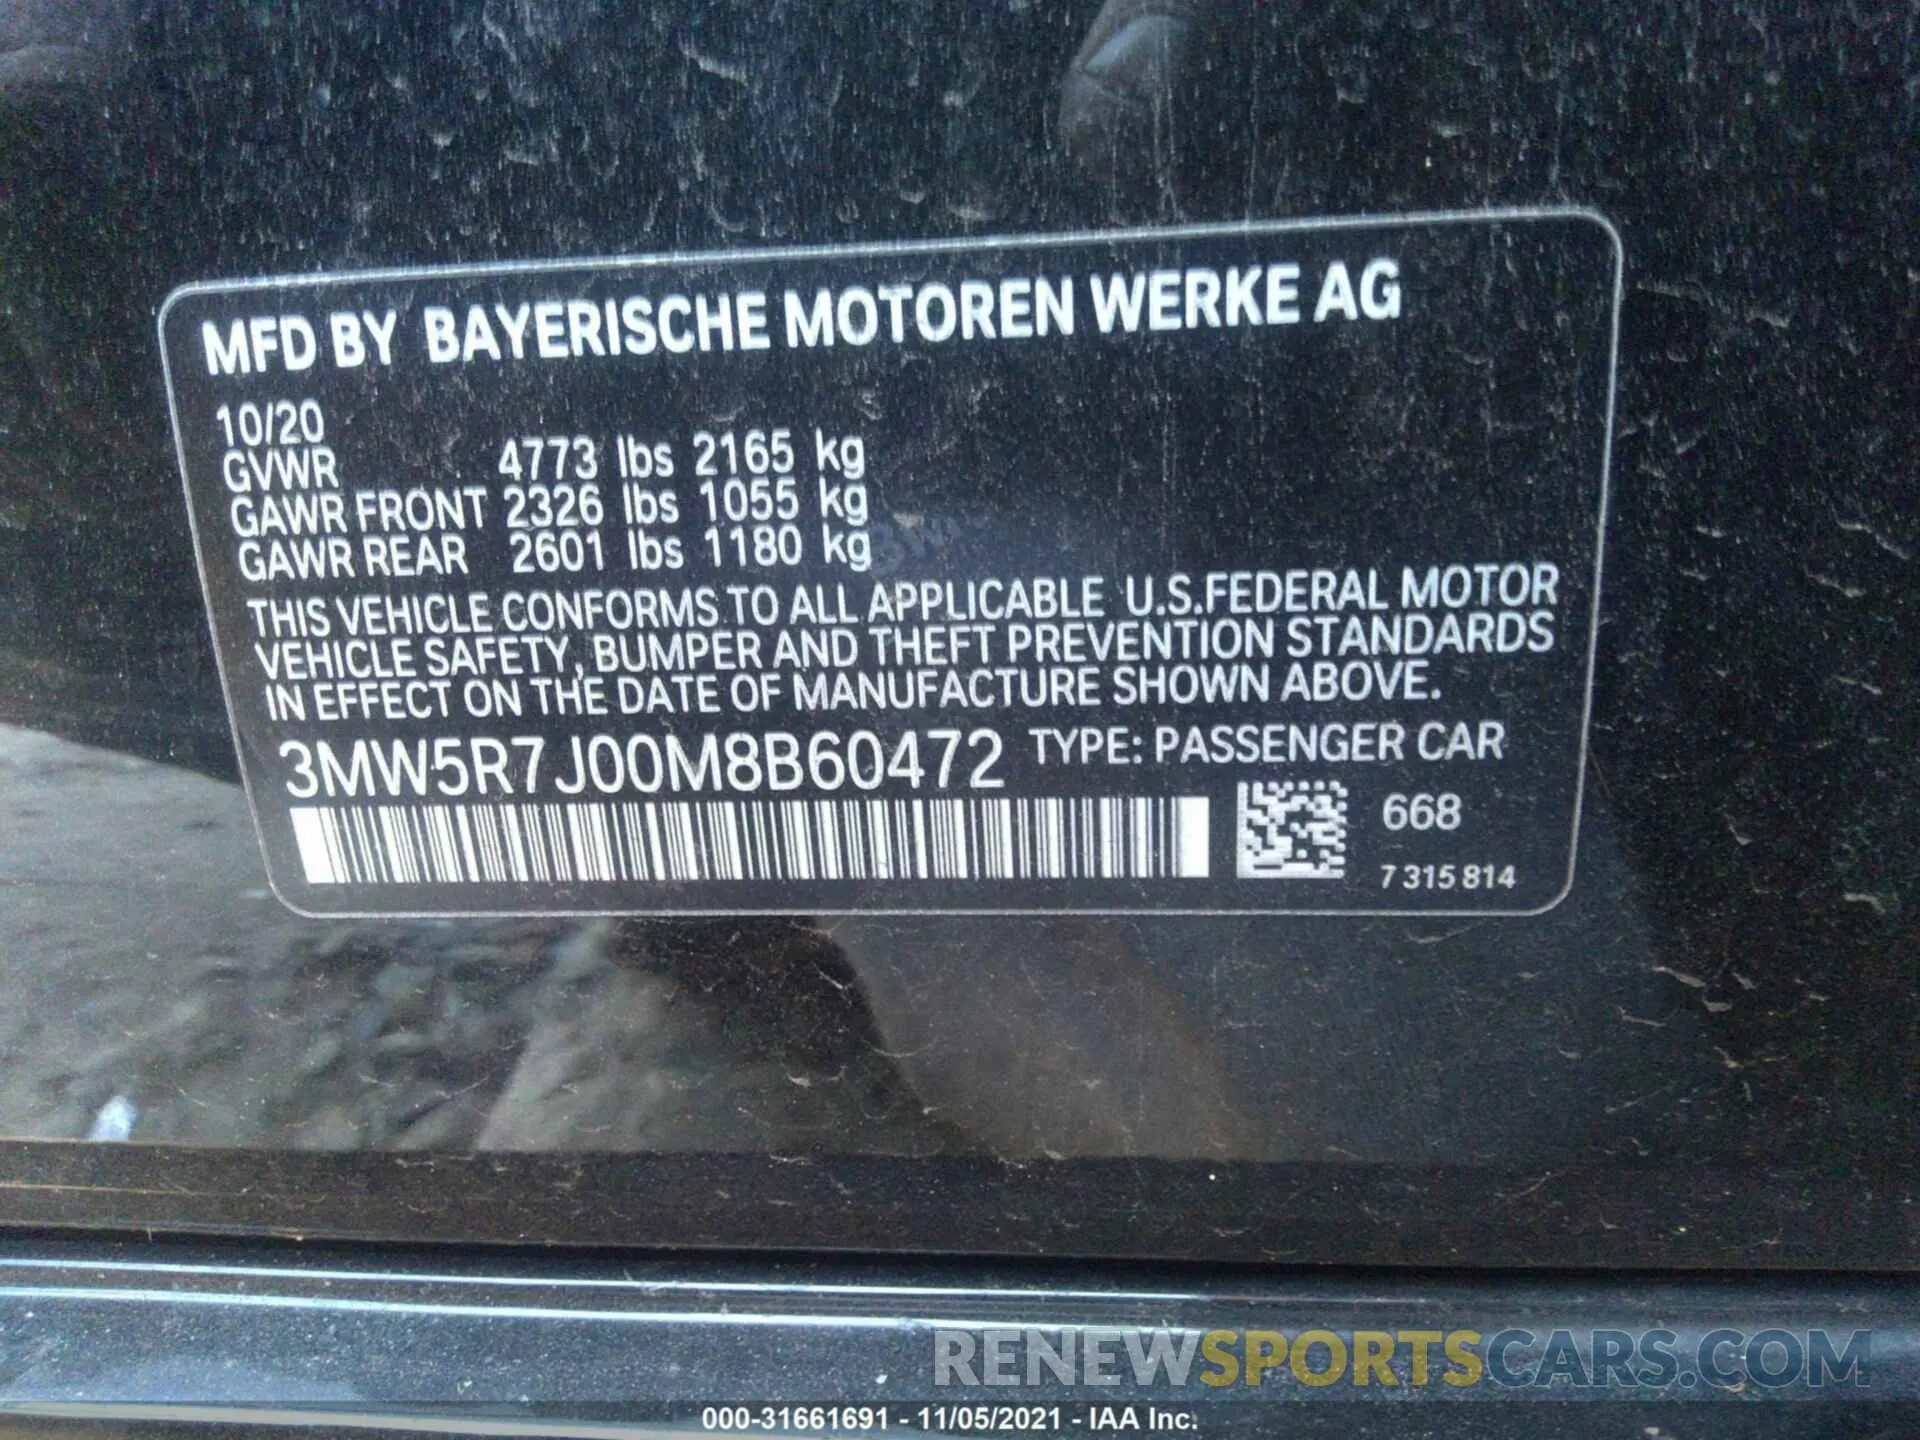 MFD BY BAYERISCHE MOTOREN WERKE AG
10/20
GVWR 4773 lbs 2165 kg
GAWR FRONT 2326 lbs 1055 kg
GAWR REAR 2601 lbs 1180 kg
THIS VEHICLE CONFORMS TO ALL APPLICABLE U.S.FEDERAL MOTOR
VEHICLE SAFETY, BUMPER AND THEFT PREVENTION STANDARDS
IN EFFECT ON THE DATE OF MANUFACTURE SHOWN ABOVE.
3MW5R7J00M8B60472 TYPE: PASSENGER CAR
668
7 315 814
RENEWSPORTSCARS.COM
000-31661691 - 11/05/2021 - IAA Inc.